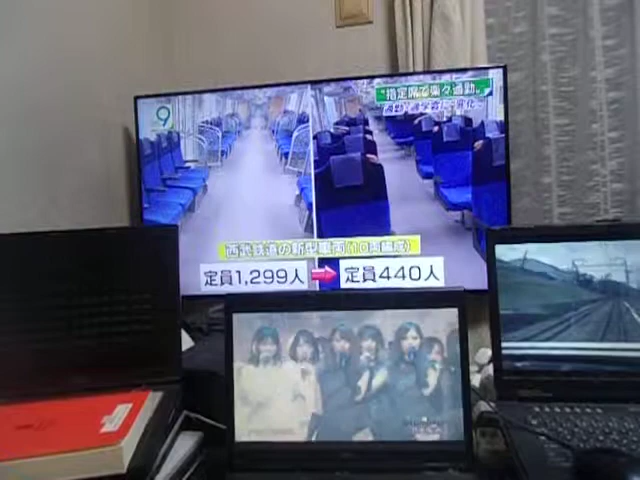 "指定席で楽々通勤"
9
西武鉄道の新型車両(10両編成)
定員1,299人
定員440人